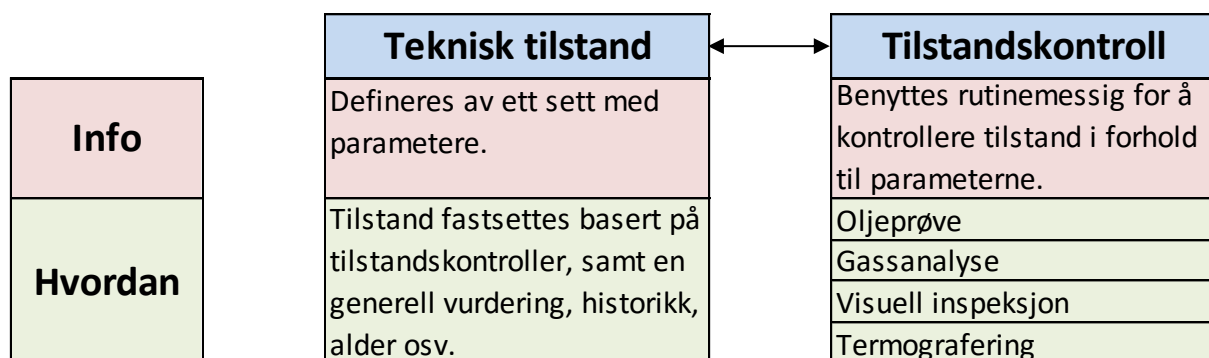 Teknisk tilstand
Tilstandskontroll
Info
Defineres av ett sett med
parametere.
Benyttes rutinemessig for å
kontrollere tilstand i forhold
til parameterne.
Hvordan
Tilstand fastsettes basert på
tilstandskontroller, samt en
generell vurdering, historikk,
alder osv.
Oljeprøve
Gassanalyse
Visuell inspeksjon
Termografering